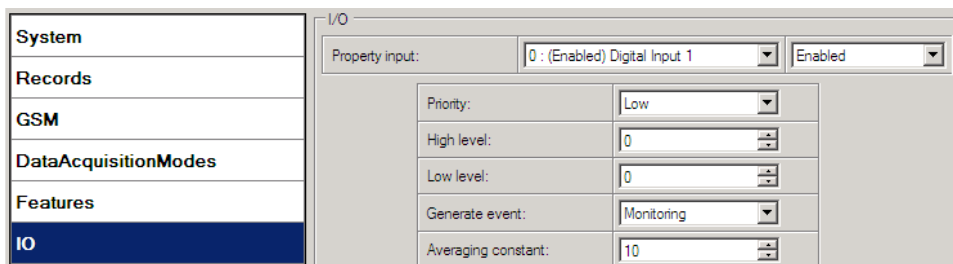 System
Records
GSM
DataAcquisitionModes
Features
IO
I/O
Property input: 0 : (Enabled) Digital Input 1 Enabled
Priority: Low
High level: 0
Low level: 0
Generate event: Monitoring
Averaging constant: 10